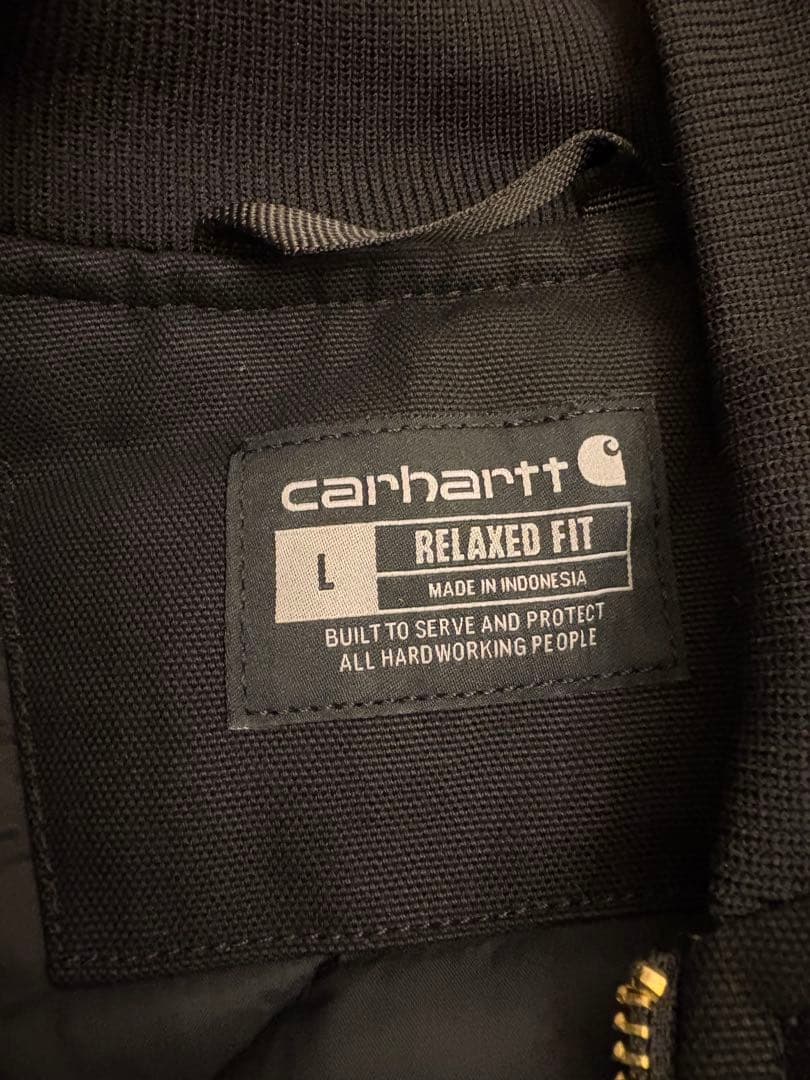 carhartt
L
RELAXED FIT
MADE IN INDONESIA
BUILT TO SERVE AND PROTECT
ALL HARDWORKING PEOPLE